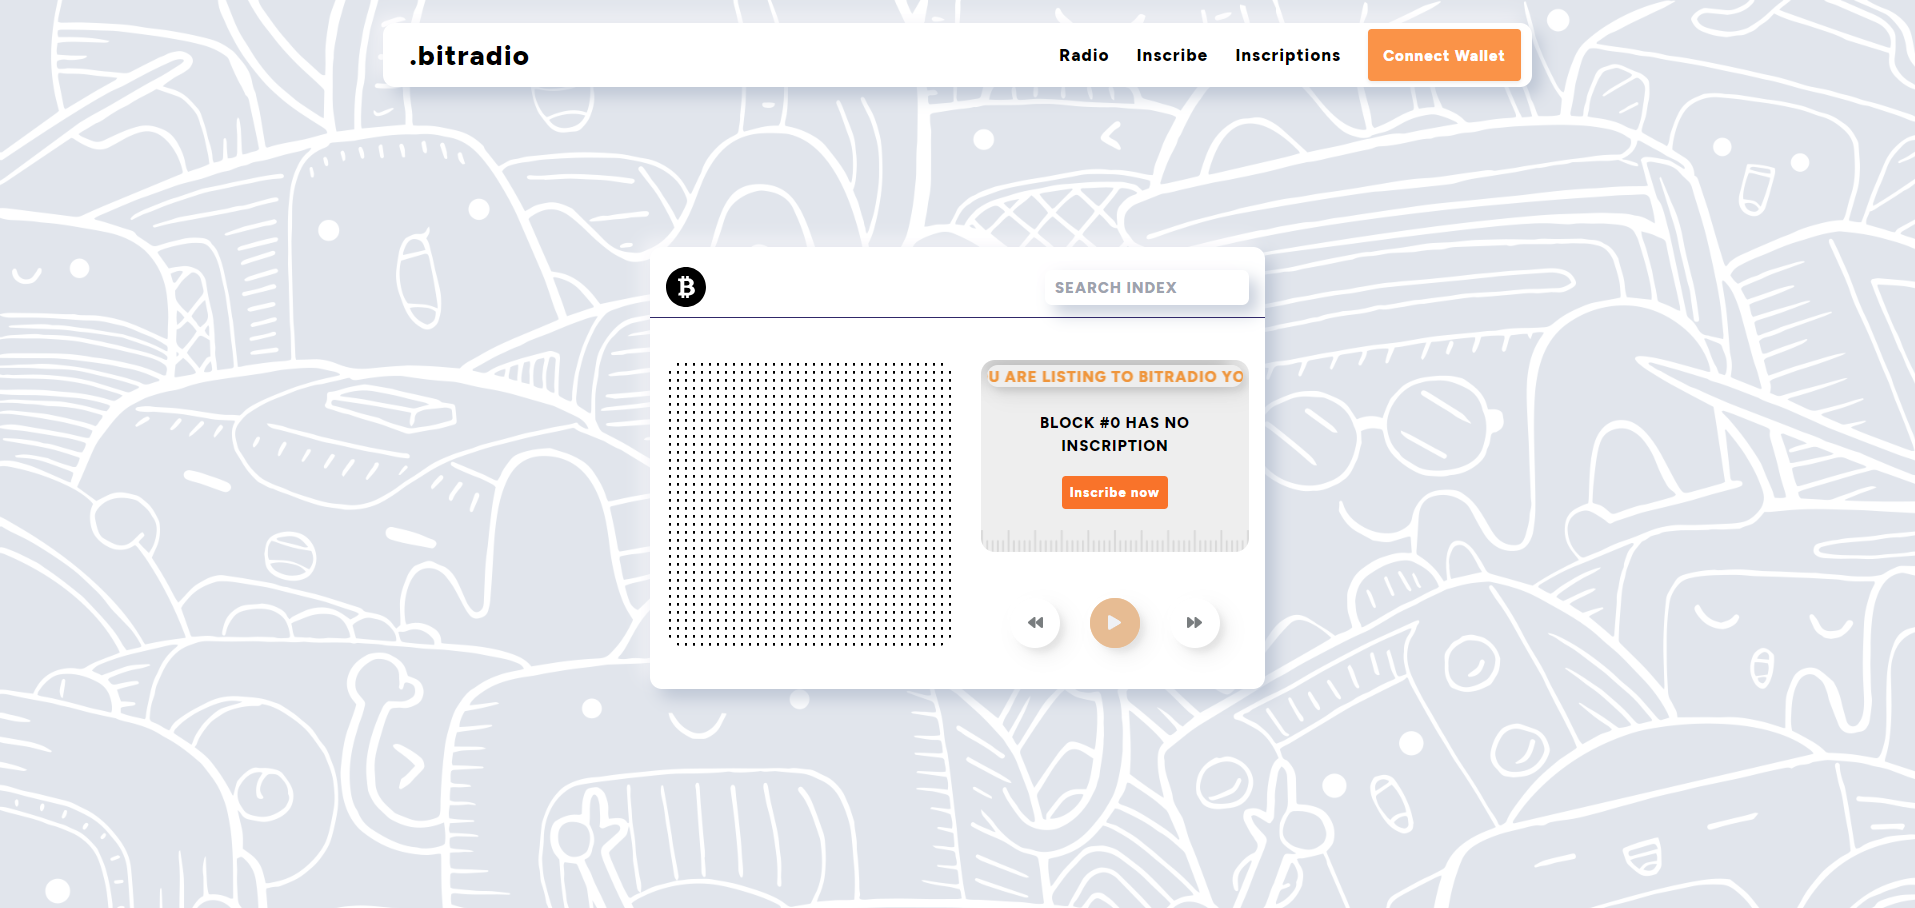 .bitradio
Radio
Inscribe
Inscriptions
Connect Wallet
SEARCH INDEX
U ARE LISTING TO BITRADIO YO
BLOCK #0 HAS NO
INSCRIPTION
Inscribe now